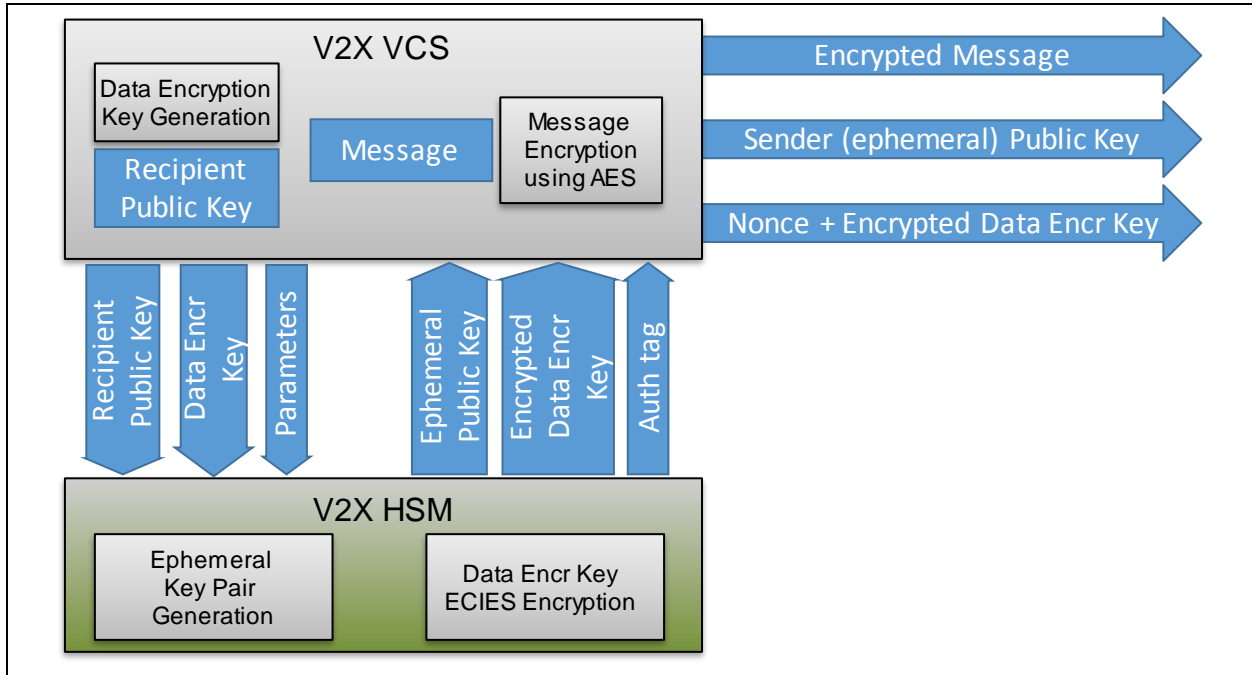 V2X VCS
Data Encryption
Key Generation
Recipient
Public Key
Message
Message
Encryption
using AES
Encrypted Message
Sender (ephemeral) Public Key
Nonce + Encrypted Data Encr Key
Recipient
Public Key
Data Encr
Key
Parameters
Ephemeral
Public Key
Encrypted
Data Encr
Key
Auth tag
V2X HSM
Ephemeral
Key Pair
Generation
Data Encr Key
ECIES Encryption